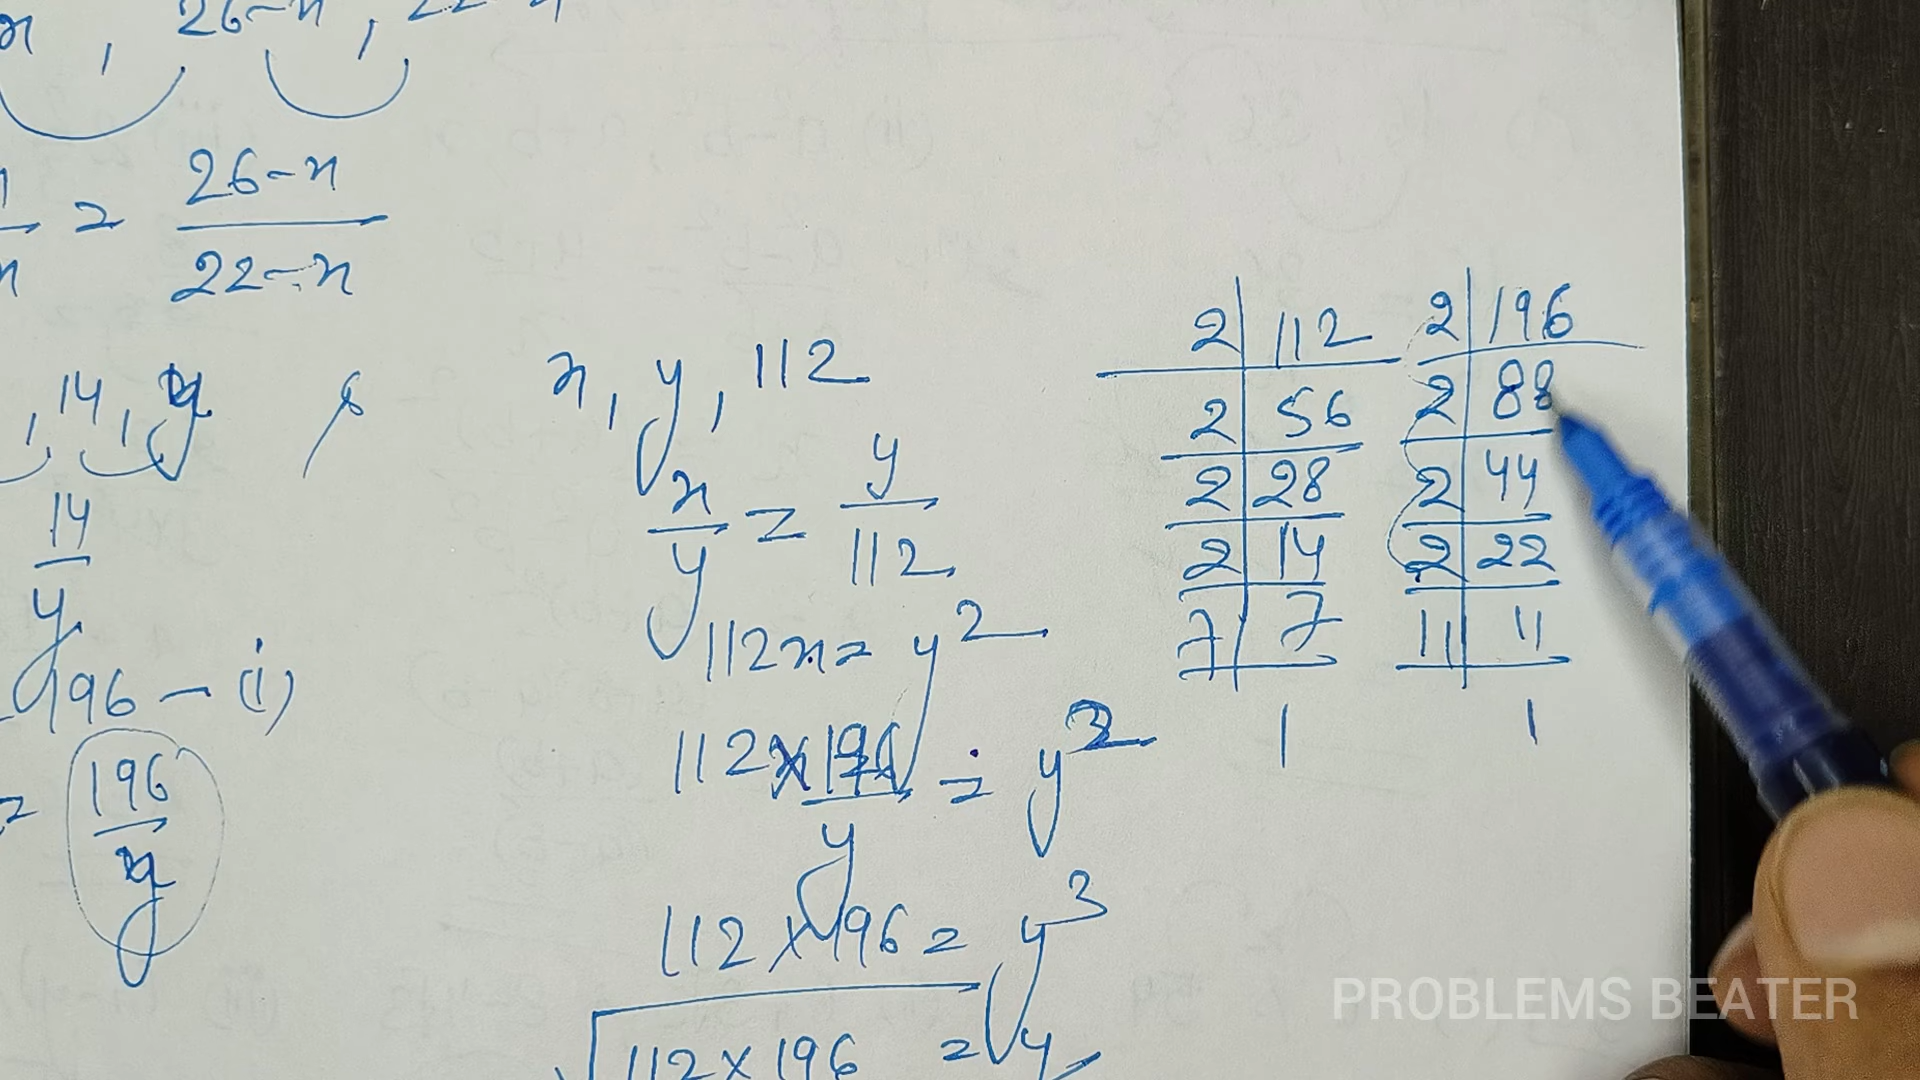 x, 26-x, 22-x
= 26-x
22-x
, 14, y
14
y
196 - (i)
= 196
y
x, y, 112
x = y
y 112
112x = y²
112 × 196 = y²
y
112 × 196 = y³
√112 × 196 = y
2 | 112
2 | 56
2 | 28
2 | 14
7 | 7
1
2 | 196
2 | 88
2 | 44
2 | 22
11 | 11
1
PROBLEMS BEATER